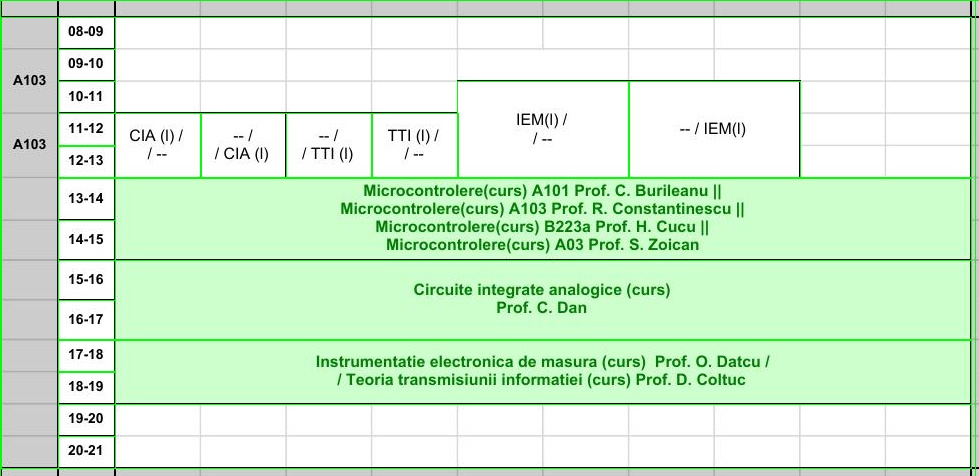 08-09
09-10
A103
10-11
IEM(l) /
/ --
-- / IEM(l)
A103
11-12
12-13
CIA (l) /
/ --
-- /
/ CIA (l)
-- /
/ TTI (l)
TTI (l) /
/ --
13-14
14-15
Microcontrolere(curs) A101 Prof. C. Burileanu ||
Microcontrolere(curs) A103 Prof. R. Constantinescu ||
Microcontrolere(curs) B223a Prof. H. Cucu ||
Microcontrolere(curs) A03 Prof. S. Zoican
15-16
16-17
Circuite integrate analogice (curs)
Prof. C. Dan
17-18
18-19
Instrumentatie electronica de masura (curs)  Prof. O. Datcu /
/ Teoria transmisiunii informatiei (curs) Prof. D. Coltuc
19-20
20-21